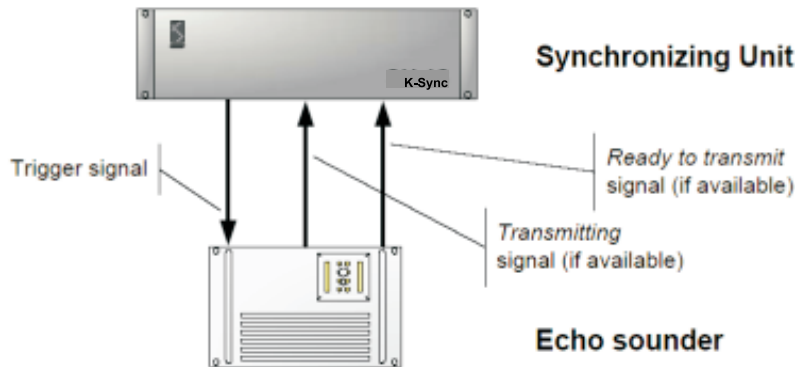 K-Sync
Synchronizing Unit
Trigger signal
Ready to transmit
signal (if available)
Transmitting
signal (if available)
Echo sounder